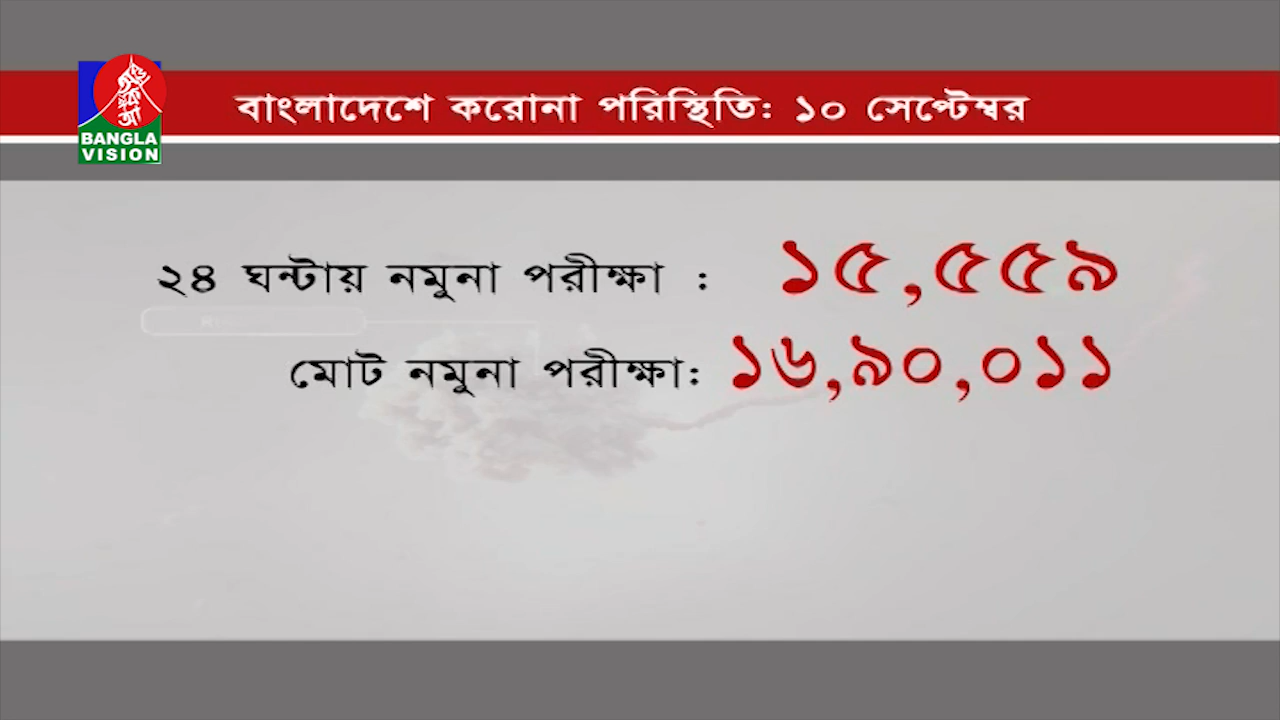 বাংলাদেশে করোনা পরিস্থিতি: ১০ সেপ্টেম্বর
BANGLA
VISION
২৪ ঘন্টায় নমুনা পরীক্ষা : ১৫,৫৫৯
মোট নমুনা পরীক্ষা: ১৬,৯০,০১১